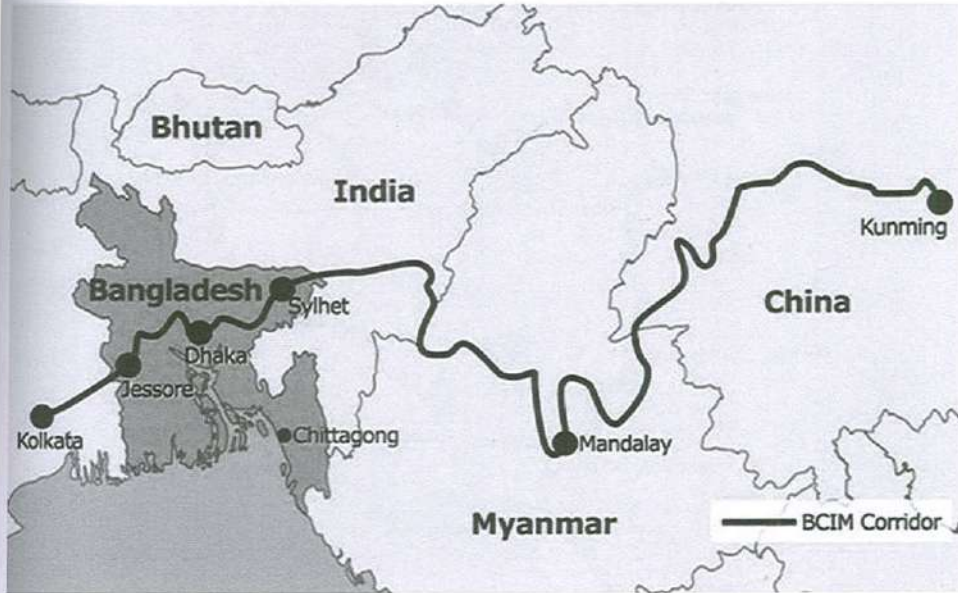 Bhutan
India
Kunming
Bangladesh
Sylhet
China
Dhaka
Jessore
Kolkata
Chittagong
Mandalay
Myanmar
BCIM Corridor